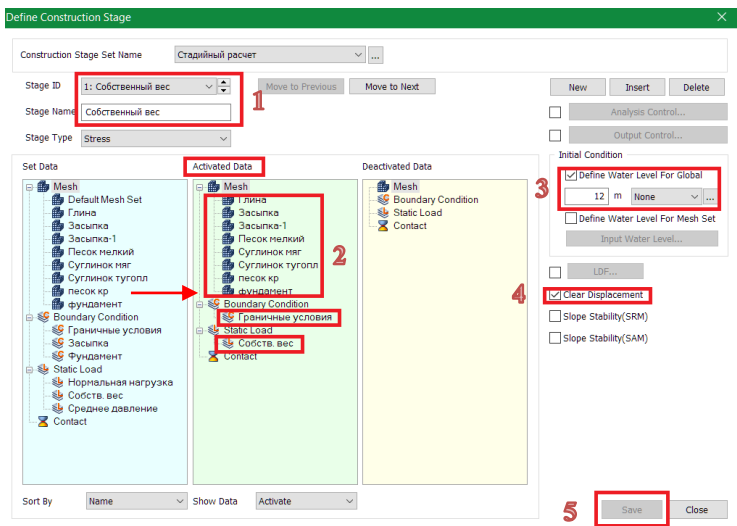 Define Construction Stage
Construction Stage Set Name Стадийный расчет ...
Stage ID 1: Собственный вес Move to Previous Move to Next New Insert Delete
1
Stage Name Собственный вес Analysis Control...
Stage Type Stress Output Control...
Set Data Activated Data Deactivated Data
Mesh
Default Mesh Set
Глина
Засыпка
Засыпка-1
Песок мелкий
Суглинок мяг
Суглинок тугопл
песок кр
фундамент
Boundary Condition
Граничные условия
Засыпка
Фундамент
Static Load
Нормальная нагрузка
Собств. вес
Среднее давление
Contact
Mesh
Глина
Засыпка
Засыпка-1
Песок мелкий
Суглинок мяг
Суглинок тугопл
песок кр
фундамент
2
Boundary Condition
Граничные условия
Static Load
Собств. вес
Contact
Mesh
Boundary Condition
Static Load
Contact
Initial Condition
3
Define Water Level For Global
12 m None ...
Define Water Level For Mesh Set
Input Water Level...
LDF...
4
Clear Displacement
Slope Stability(SRM)
Slope Stability(SAM)
Sort By Name Show Data Activate
5
Save Close